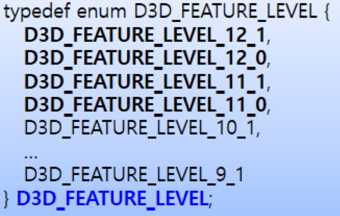 typedef enum D3D_FEATURE_LEVEL {
D3D_FEATURE_LEVEL_12_1,
D3D_FEATURE_LEVEL_12_0,
D3D_FEATURE_LEVEL_11_1,
D3D_FEATURE_LEVEL_11_0,
D3D_FEATURE_LEVEL_10_1,
...
D3D_FEATURE_LEVEL_9_1
} D3D_FEATURE_LEVEL;